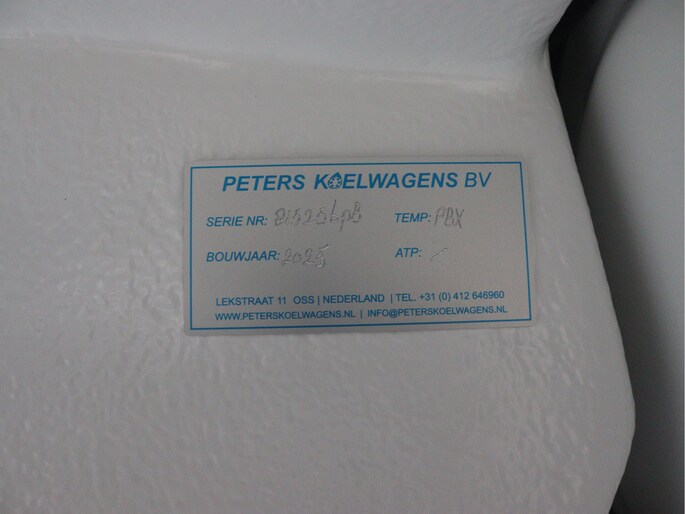 PETERS KOELWAGENS BV
SERIE NR: TEMP: PBX
BOUWJAAR: 2025 ATP: /
LEKSTRAAT 11 OSS | NEDERLAND | TEL. +31 (0) 412 646960
WWW.PETERSKOELWAGENS.NL | INFO@PETERSKOELWAGENS.NL